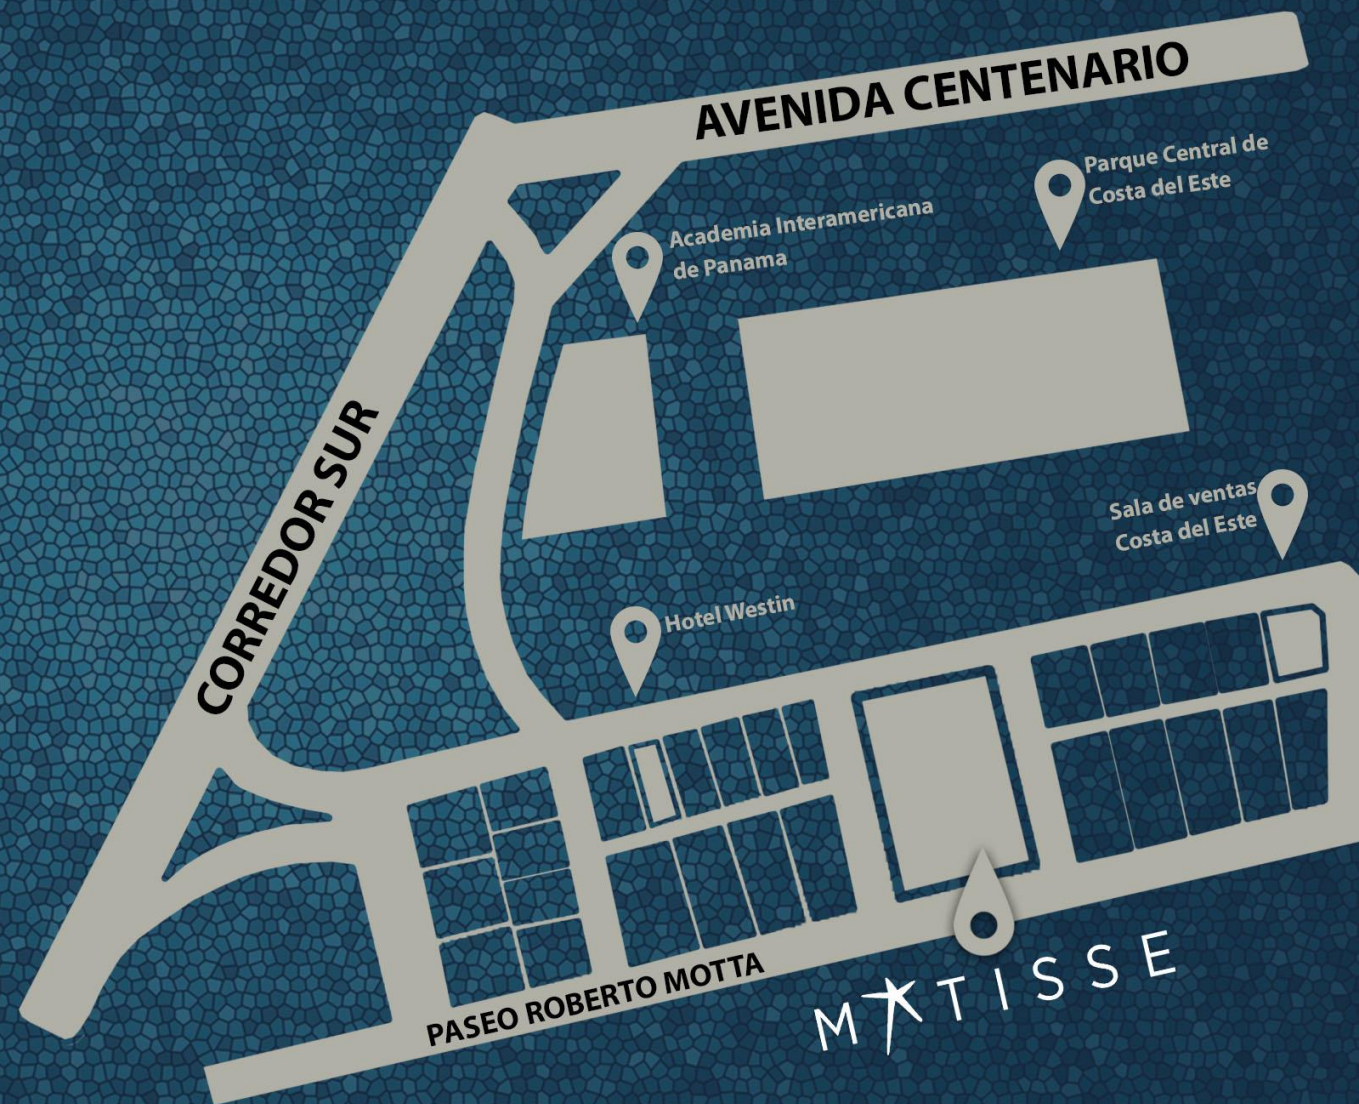 AVENIDA CENTENARIO
Parque Central de
Costa del Este
Academia Interamericana
de Panama
CORREDOR SUR
Sala de ventas
Costa del Este
Hotel Westin
PASEO ROBERTO MOTTA
MATISSE